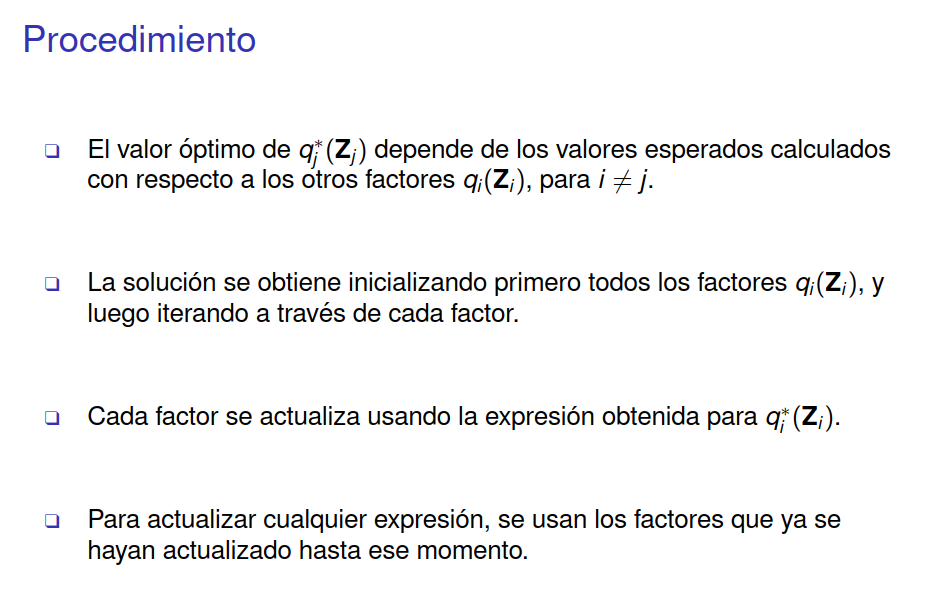 Procedimiento
❑ El valor óptimo de $q_j^*(\mathbf{Z}_j)$ depende de los valores esperados calculados
con respecto a los otros factores $q_i(\mathbf{Z}_i)$, para $i \neq j$.
❑ La solución se obtiene inicializando primero todos los factores $q_i(\mathbf{Z}_i)$, y
luego iterando a través de cada factor.
❑ Cada factor se actualiza usando la expresión obtenida para $q_i^*(\mathbf{Z}_i)$.
❑ Para actualizar cualquier expresión, se usan los factores que ya se
hayan actualizado hasta ese momento.